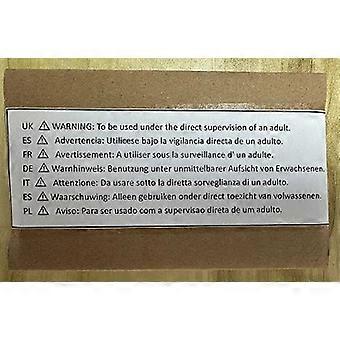 UK ⚠ WARNING: To be used under the direct supervision of an adult.
ES ⚠ Advertencia: Utilicese bajo la vigilancia directa de un adulto.
FR ⚠ Avertissement: A utiliser sous la surveillance d' un adulte.
DE ⚠ Warnhinweis: Benutzung unter unmittelbarer Aufsicht von Erwachsenen.
IT ⚠ Attenzione: Da usare sotto la diretta sorveglianza di un adulto.
ES ⚠ Waarschuwing: Alleen gebruiken onder direct toezicht van volwassenen.
PL ⚠ Aviso: Para ser usado com a supervisao direta de um adulto.